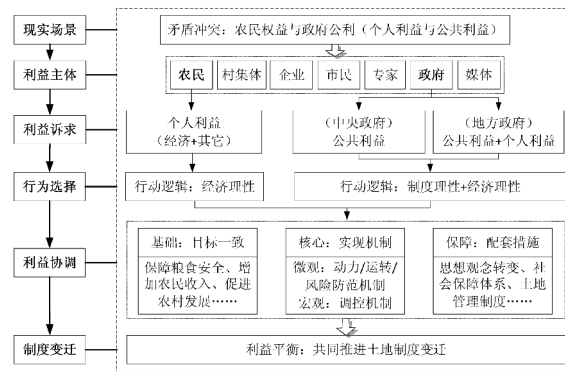 现实场景
矛盾冲突：农民权益与政府公利（个人利益与公共利益）
利益主体
农民 村集体 企业 市民 专家 政府 媒体
利益诉求
个人利益
（经济+其它）
（中央政府）
公共利益
（地方政府）
公共利益+个人利益
行为选择
行动逻辑：经济理性
行动逻辑：制度理性+经济理性
利益协调
基础：目标一致
保障粮食安全、增
加农民收入、促进
农村发展……
核心：实现机制
微观：动力/运转/
风险防范机制
宏观：调控机制
保障：配套措施
思想观念转变、社
会保障体系、土地
管理制度……
制度变迁
利益平衡：共同推进土地制度变迁